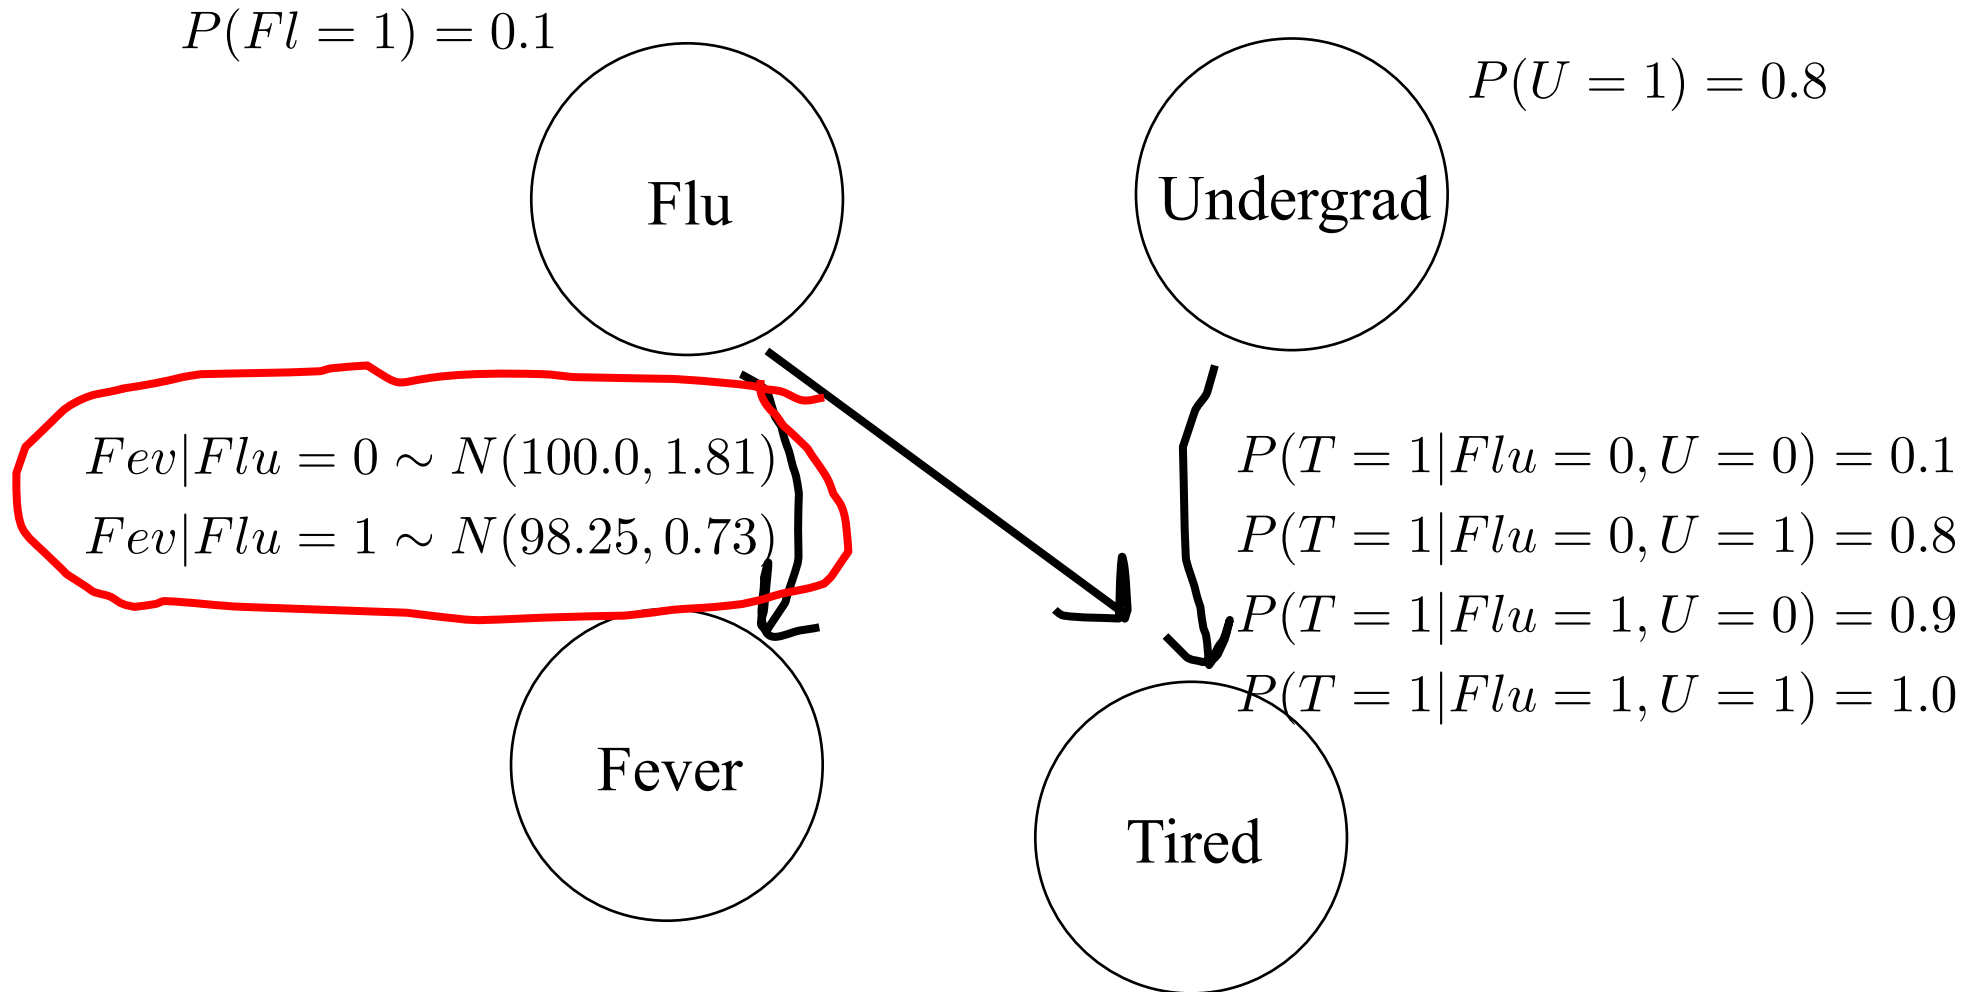 P(Fl = 1) = 0.1
P(U = 1) = 0.8
Flu
Undergrad
Fev|Flu = 0 ∼ N(100.0, 1.81)
Fev|Flu = 1 ∼ N(98.25, 0.73)
P(T = 1|Flu = 0, U = 0) = 0.1
P(T = 1|Flu = 0, U = 1) = 0.8
P(T = 1|Flu = 1, U = 0) = 0.9
P(T = 1|Flu = 1, U = 1) = 1.0
Fever
Tired